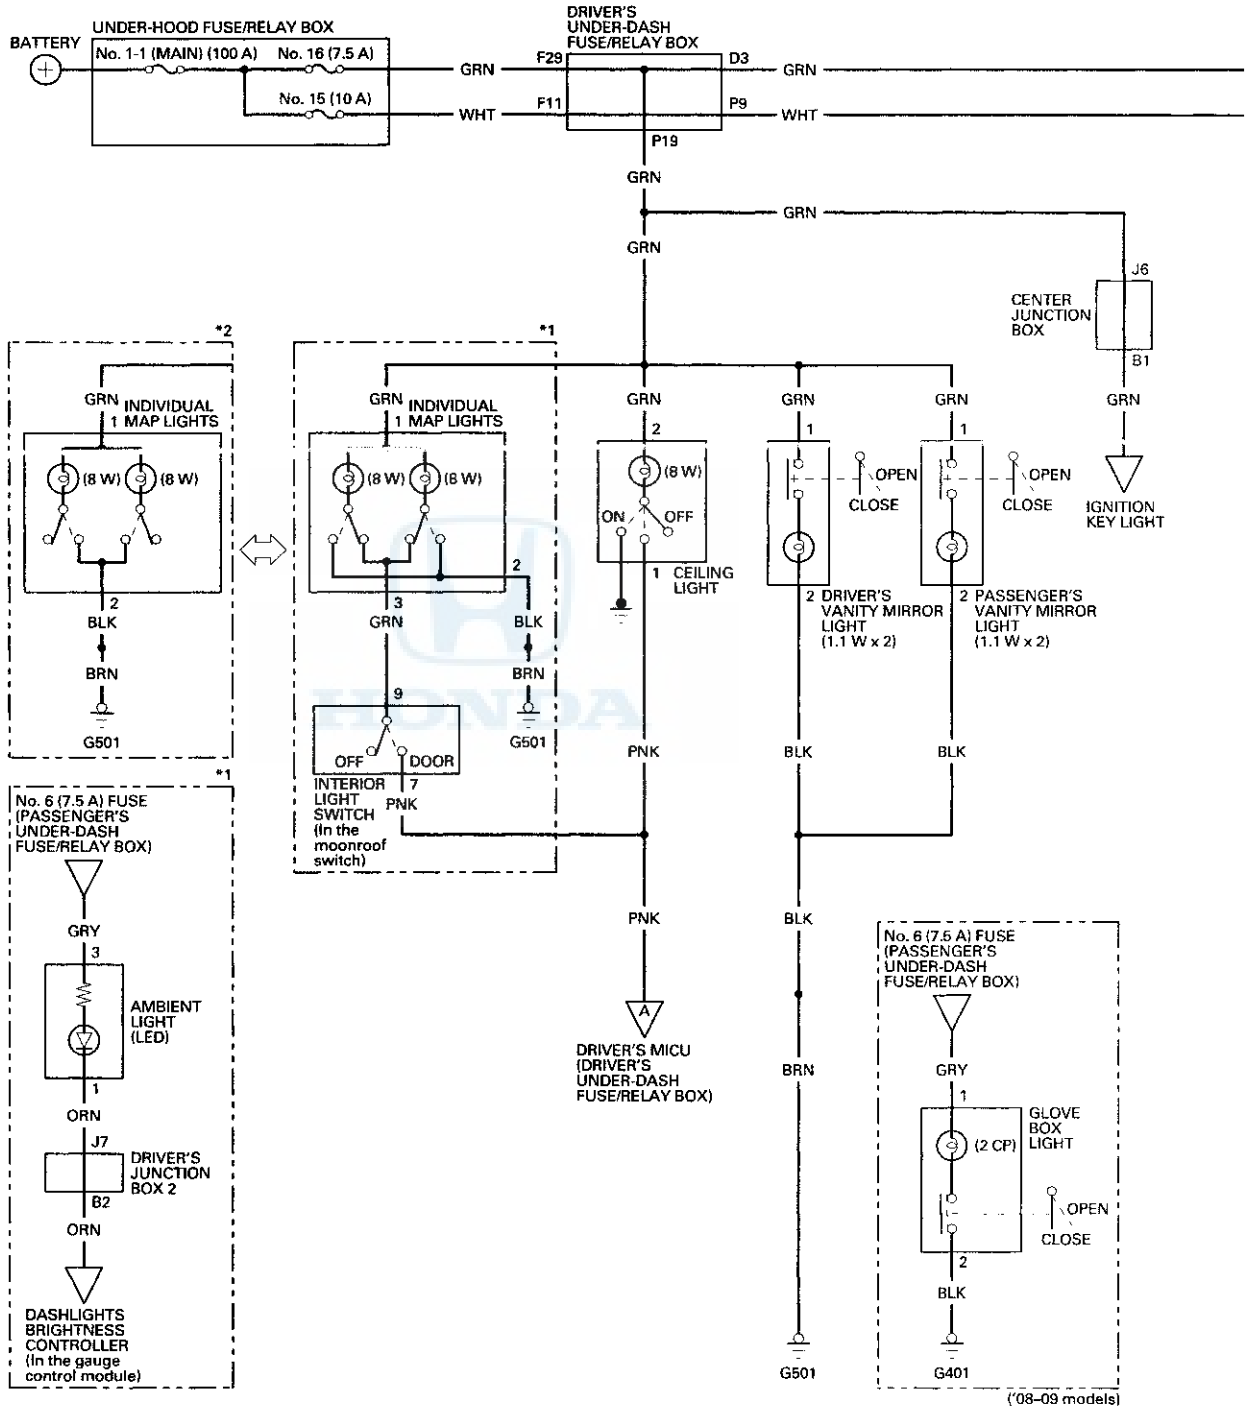 BATTERY
UNDER-HOOD FUSE/RELAY BOX
No. 1-1 (MAIN) (100 A)
No. 16 (7.5 A)
No. 15 (10 A)
GRN
WHT
DRIVER'S
UNDER-DASH
FUSE/RELAY BOX
F29
F11
D3
P9
P19
GRN
WHT
GRN
GRN
GRN
J6
CENTER
JUNCTION
BOX
B1
GRN
IGNITION
KEY LIGHT
*2
GRN
1
INDIVIDUAL
MAP LIGHTS
(8 W)
(8 W)
2
BLK
BRN
G501
*1
GRN
1
INDIVIDUAL
MAP LIGHTS
(8 W)
(8 W)
2
3
GRN
BLK
BRN
G501
9
OFF
DOOR
7
INTERIOR
LIGHT
SWITCH
(In the
moonroof
switch)
PNK
GRN
2
(8 W)
ON
OFF
1
CEILING
LIGHT
PNK
PNK
A
DRIVER'S MICU
(DRIVER'S
UNDER-DASH
FUSE/RELAY BOX)
GRN
1
OPEN
CLOSE
2
DRIVER'S
VANITY MIRROR
LIGHT
(1.1 W x 2)
BLK
BLK
BRN
G501
GRN
1
OPEN
CLOSE
2
PASSENGER'S
VANITY MIRROR
LIGHT
(1.1 W x 2)
BLK
HONDA
*1
No. 6 (7.5 A) FUSE
(PASSENGER'S
UNDER-DASH
FUSE/RELAY BOX)
GRY
3
AMBIENT
LIGHT
(LED)
1
ORN
J7
DRIVER'S
JUNCTION
BOX 2
B2
ORN
DASHLIGHTS
BRIGHTNESS
CONTROLLER
(In the gauge
control module)
No. 6 (7.5 A) FUSE
(PASSENGER'S
UNDER-DASH
FUSE/RELAY BOX)
GRY
1
GLOVE
BOX
LIGHT
(2 CP)
OPEN
CLOSE
2
BLK
G401
('08-09 models)